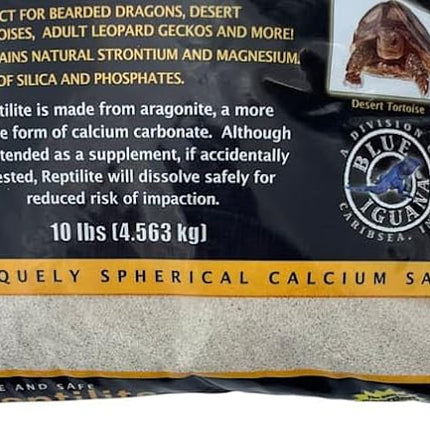 CT FOR BEARDED DRAGONS, DESERT
OISES, ADULT LEOPARD GECKOS AND MORE!
AINS NATURAL STRONTIUM AND MAGNESIUM.
OF SILICA AND PHOSPHATES.
tilite is made from aragonite, a more
e form of calcium carbonate. Although
tended as a supplement, if accidentally
ested, Reptilite will dissolve safely for
reduced risk of impaction.
10 lbs (4.563 kg)
Desert Tortoise
A DIVISION O
BLUE
IGUANA
CARIBSEA, IN
QUELY SPHERICAL CALCIUM SA
E AND SAFE
eptilite